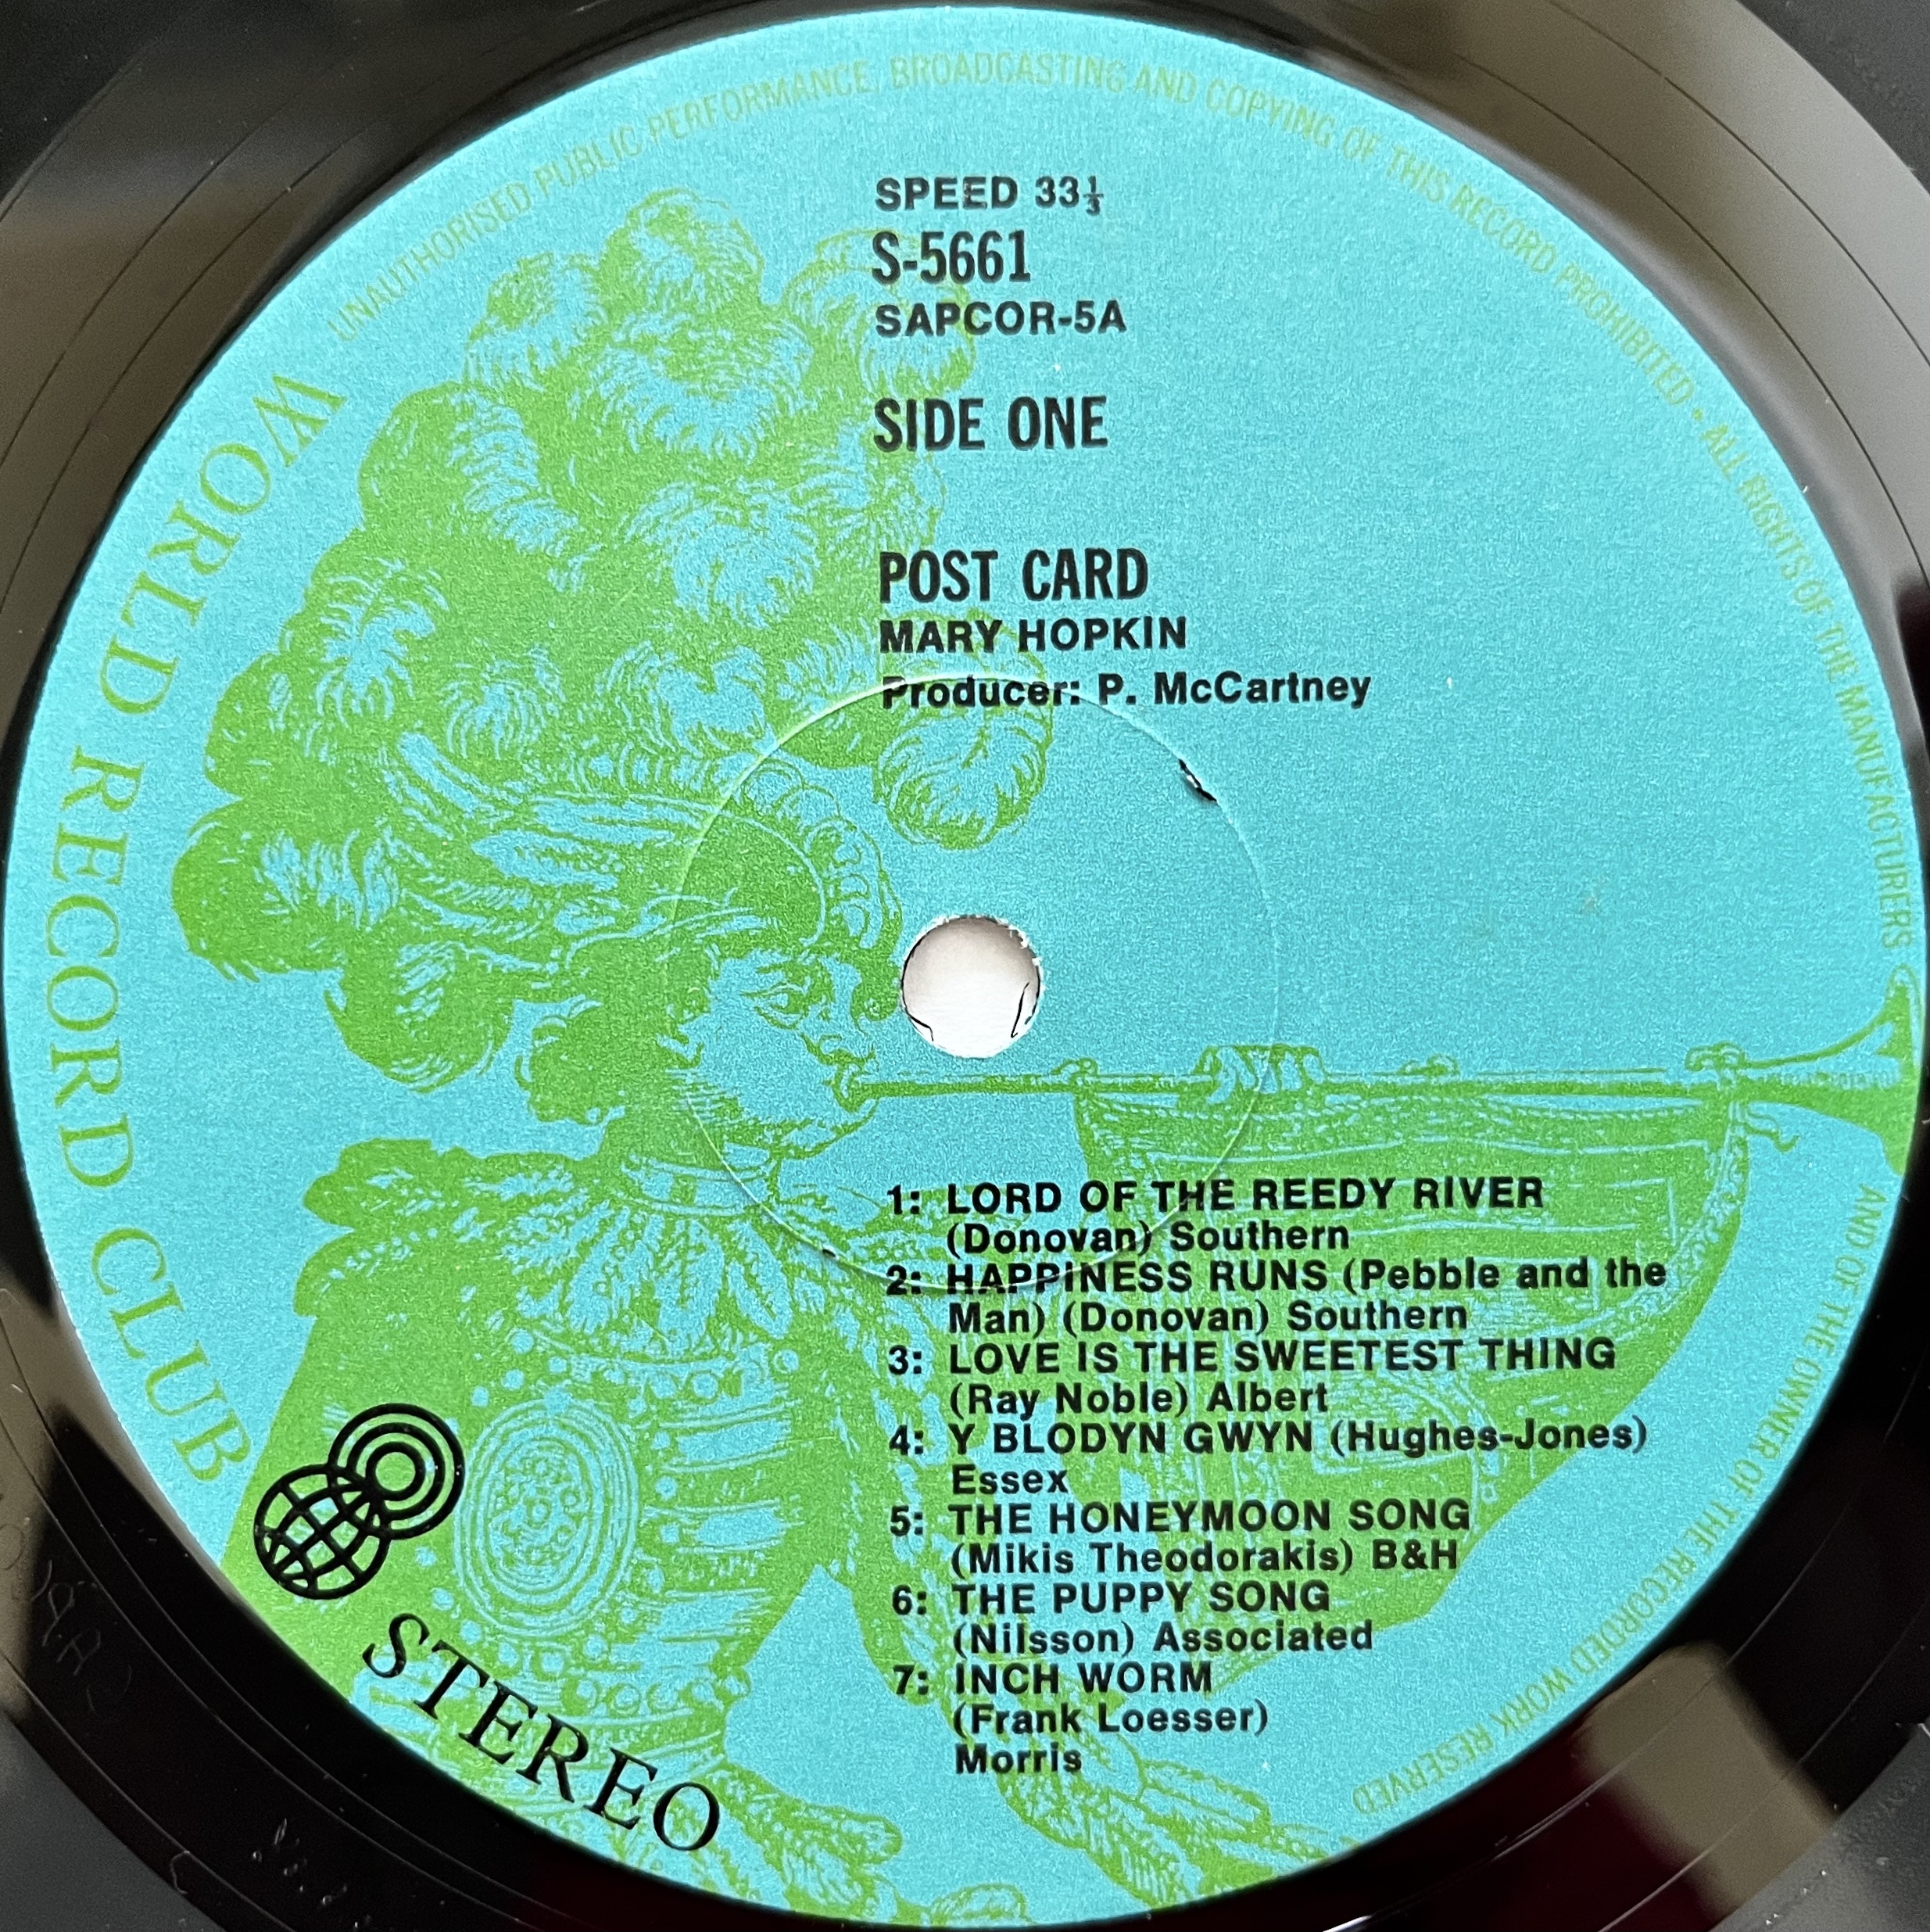 UNAUTHORISED PUBLIC PERFORMANCE, BROADCASTING AND COPYING OF THIS RECORD PROHIBITED • ALL RIGHTS OF THE MANUFACTURERS AND OF THE OWNER OF THE RECORDED WORK RESERVED
WORLD RECORD CLUB
SPEED 33⅓
S-5661
SAPCOR-5A
SIDE ONE
POST CARD
MARY HOPKIN
Producer: P. McCartney
1: LORD OF THE REEDY RIVER
(Donovan) Southern
2: HAPPINESS RUNS (Pebble and the
Man) (Donovan) Southern
3: LOVE IS THE SWEETEST THING
(Ray Noble) Albert
4: Y BLODYN GWYN (Hughes-Jones)
Essex
5: THE HONEYMOON SONG
(Mikis Theodorakis) B&H
6: THE PUPPY SONG
(Nilsson) Associated
7: INCH WORM
(Frank Loesser)
Morris
STEREO